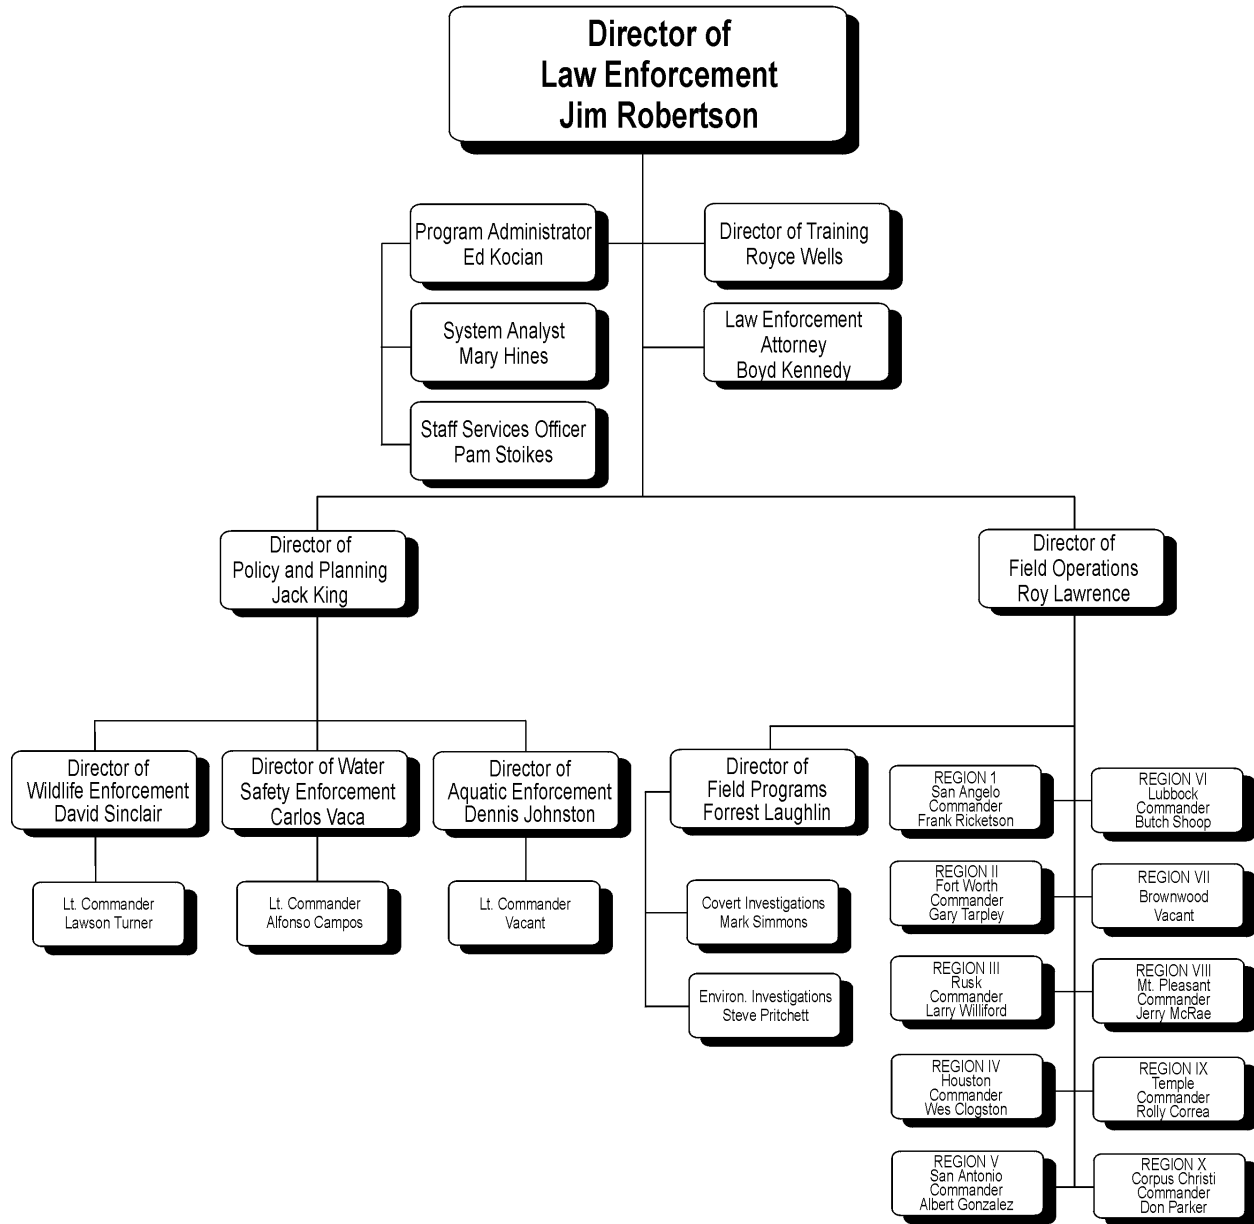 Director of
Law Enforcement
Jim Robertson
Program Administrator
Ed Kocian
Director of Training
Royce Wells
System Analyst
Mary Hines
Law Enforcement
Attorney
Boyd Kennedy
Staff Services Officer
Pam Stoikes
Director of
Policy and Planning
Jack King
Director of
Field Operations
Roy Lawrence
Director of
Wildlife Enforcement
David Sinclair
Director of Water
Safety Enforcement
Carlos Vaca
Director of
Aquatic Enforcement
Dennis Johnston
Director of
Field Programs
Forrest Laughlin
Lt. Commander
Lawson Turner
Lt. Commander
Alfonso Campos
Lt. Commander
Vacant
Covert Investigations
Mark Simmons
Environ. Investigations
Steve Pritchett
REGION 1
San Angelo
Commander
Frank Ricketson
REGION VI
Lubbock
Commander
Butch Shoop
REGION II
Fort Worth
Commander
Gary Tarpley
REGION VII
Brownwood
Vacant
REGION III
Rusk
Commander
Larry Williford
REGION VIII
Mt. Pleasant
Commander
Jerry McRae
REGION IV
Houston
Commander
Wes Clogston
REGION IX
Temple
Commander
Rolly Correa
REGION V
San Antonio
Commander
Albert Gonzalez
REGION X
Corpus Christi
Commander
Don Parker